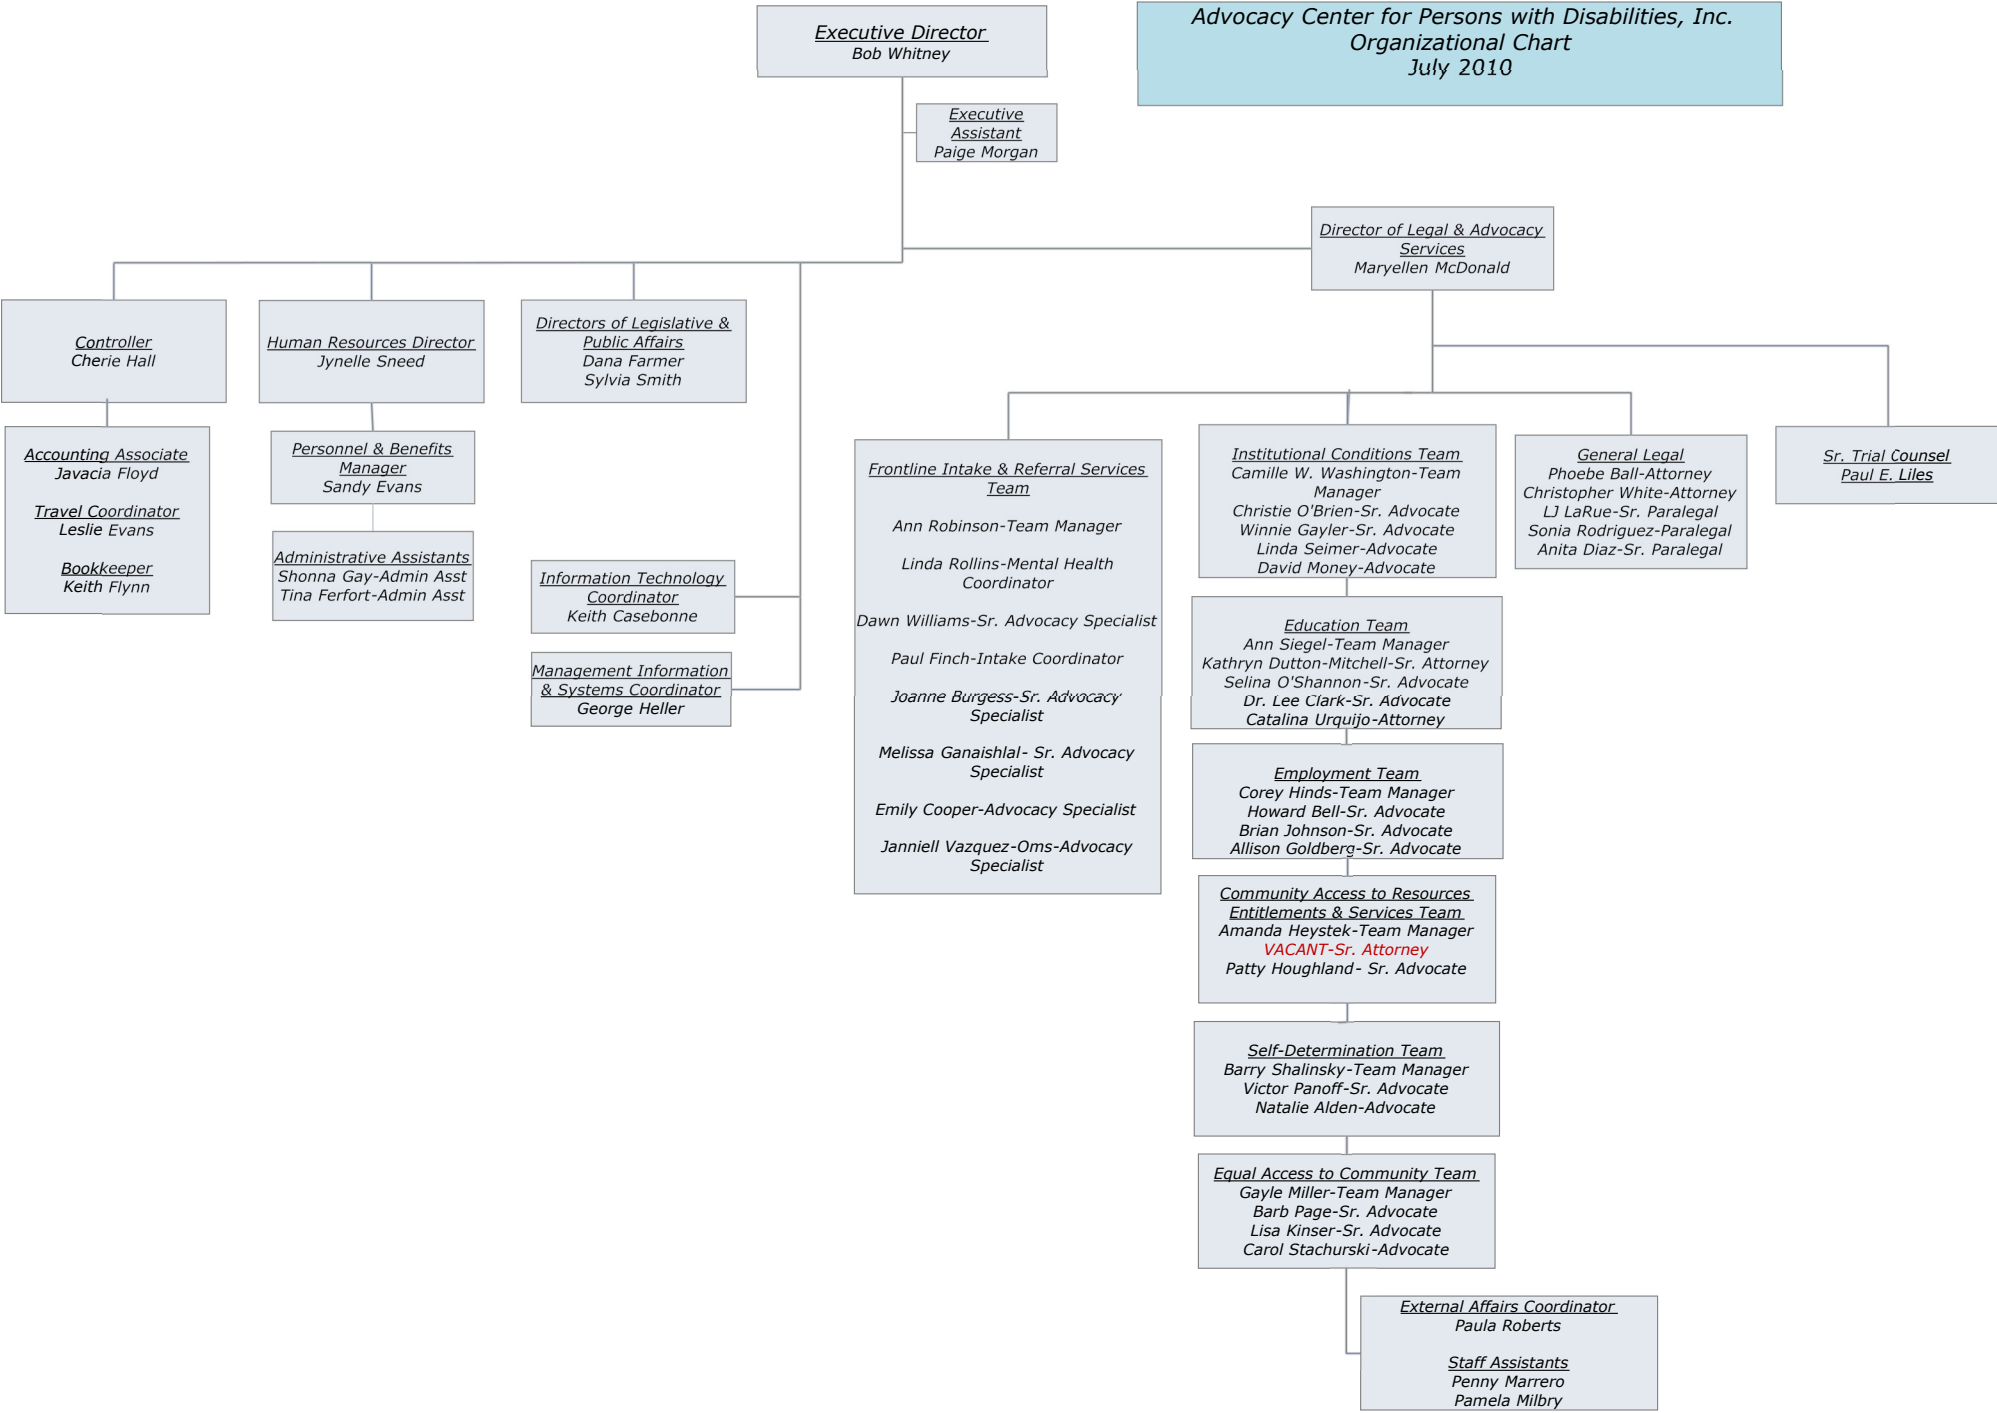 Executive Director
Bob Whitney
Advocacy Center for Persons with Disabilities, Inc.
Organizational Chart
July 2010
Executive
Assistant
Paige Morgan
Director of Legal & Advocacy
Services
Maryellen McDonald
Controller
Cherie Hall
Human Resources Director
Jynelle Sneed
Directors of Legislative &
Public Affairs
Dana Farmer
Sylvia Smith
Accounting Associate
Javacia Floyd
Travel Coordinator
Leslie Evans
Bookkeeper
Keith Flynn
Personnel & Benefits
Manager
Sandy Evans
Administrative Assistants
Shonna Gay-Admin Asst
Tina Ferfort-Admin Asst
Information Technology
Coordinator
Keith Casebonne
Management Information
& Systems Coordinator
George Heller
Frontline Intake & Referral Services
Team
Ann Robinson-Team Manager
Linda Rollins-Mental Health
Coordinator
Dawn Williams-Sr. Advocacy Specialist
Paul Finch-Intake Coordinator
Joanne Burgess-Sr. Advocacy
Specialist
Melissa Ganaishlal- Sr. Advocacy
Specialist
Emily Cooper-Advocacy Specialist
Janniell Vazquez-Oms-Advocacy
Specialist
Institutional Conditions Team
Camille W. Washington-Team
Manager
Christie O'Brien-Sr. Advocate
Winnie Gayler-Sr. Advocate
Linda Seimer-Advocate
David Money-Advocate
General Legal
Phoebe Ball-Attorney
Christopher White-Attorney
LJ LaRue-Sr. Paralegal
Sonia Rodriguez-Paralegal
Anita Diaz-Sr. Paralegal
Sr. Trial Counsel
Paul E. Liles
Education Team
Ann Siegel-Team Manager
Kathryn Dutton-Mitchell-Sr. Attorney
Selina O'Shannon-Sr. Advocate
Dr. Lee Clark-Sr. Advocate
Catalina Urquijo-Attorney
Employment Team
Corey Hinds-Team Manager
Howard Bell-Sr. Advocate
Brian Johnson-Sr. Advocate
Allison Goldberg-Sr. Advocate
Community Access to Resources
Entitlements & Services Team
Amanda Heystek-Team Manager
VACANT-Sr. Attorney
Patty Houghland- Sr. Advocate
Self-Determination Team
Barry Shalinsky-Team Manager
Victor Panoff-Sr. Advocate
Natalie Alden-Advocate
Equal Access to Community Team
Gayle Miller-Team Manager
Barb Page-Sr. Advocate
Lisa Kinser-Sr. Advocate
Carol Stachurski-Advocate
External Affairs Coordinator
Paula Roberts
Staff Assistants
Penny Marrero
Pamela Milbry